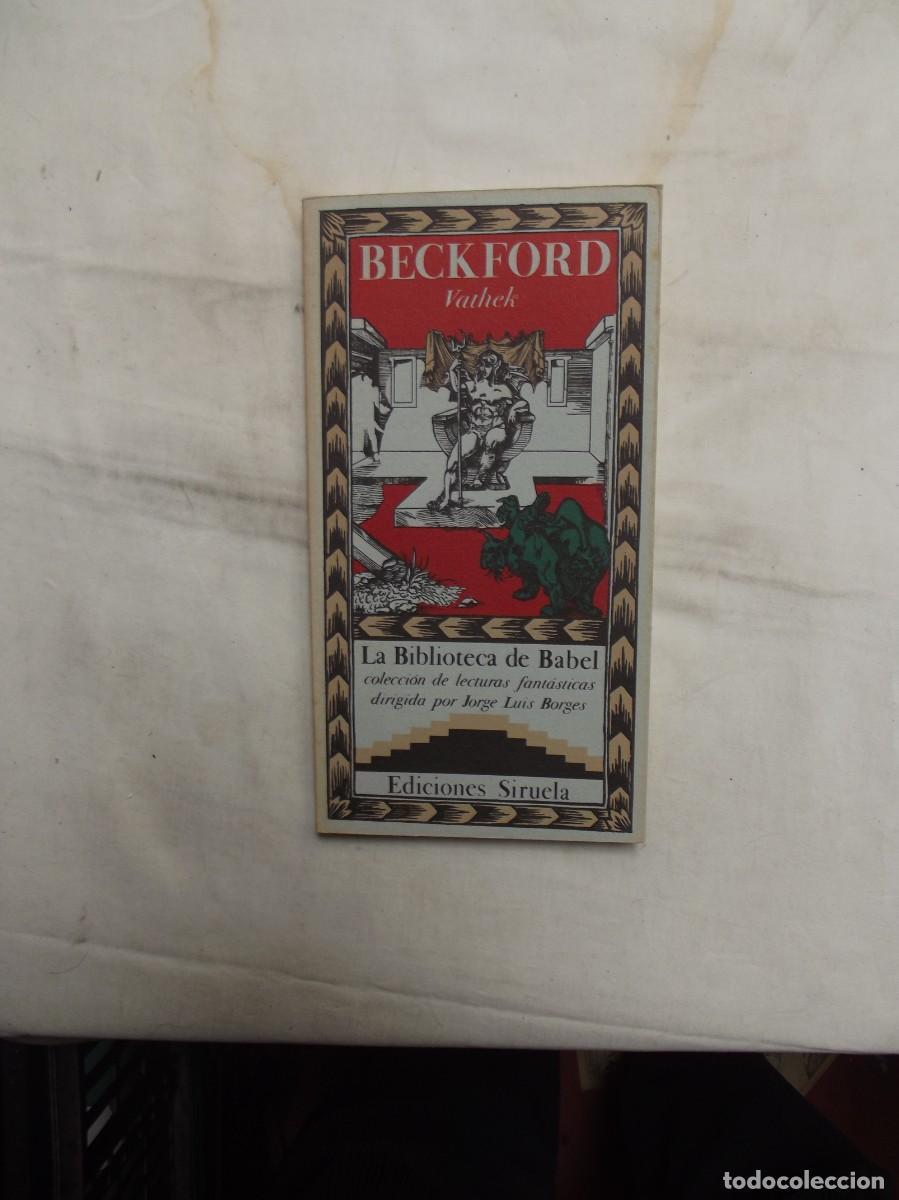 BECKFORD
Vathek
La Biblioteca de Babel
colección de lecturas fantásticas
dirigida por Jorge Luis Borges
Ediciones Siruela
todocoleccion